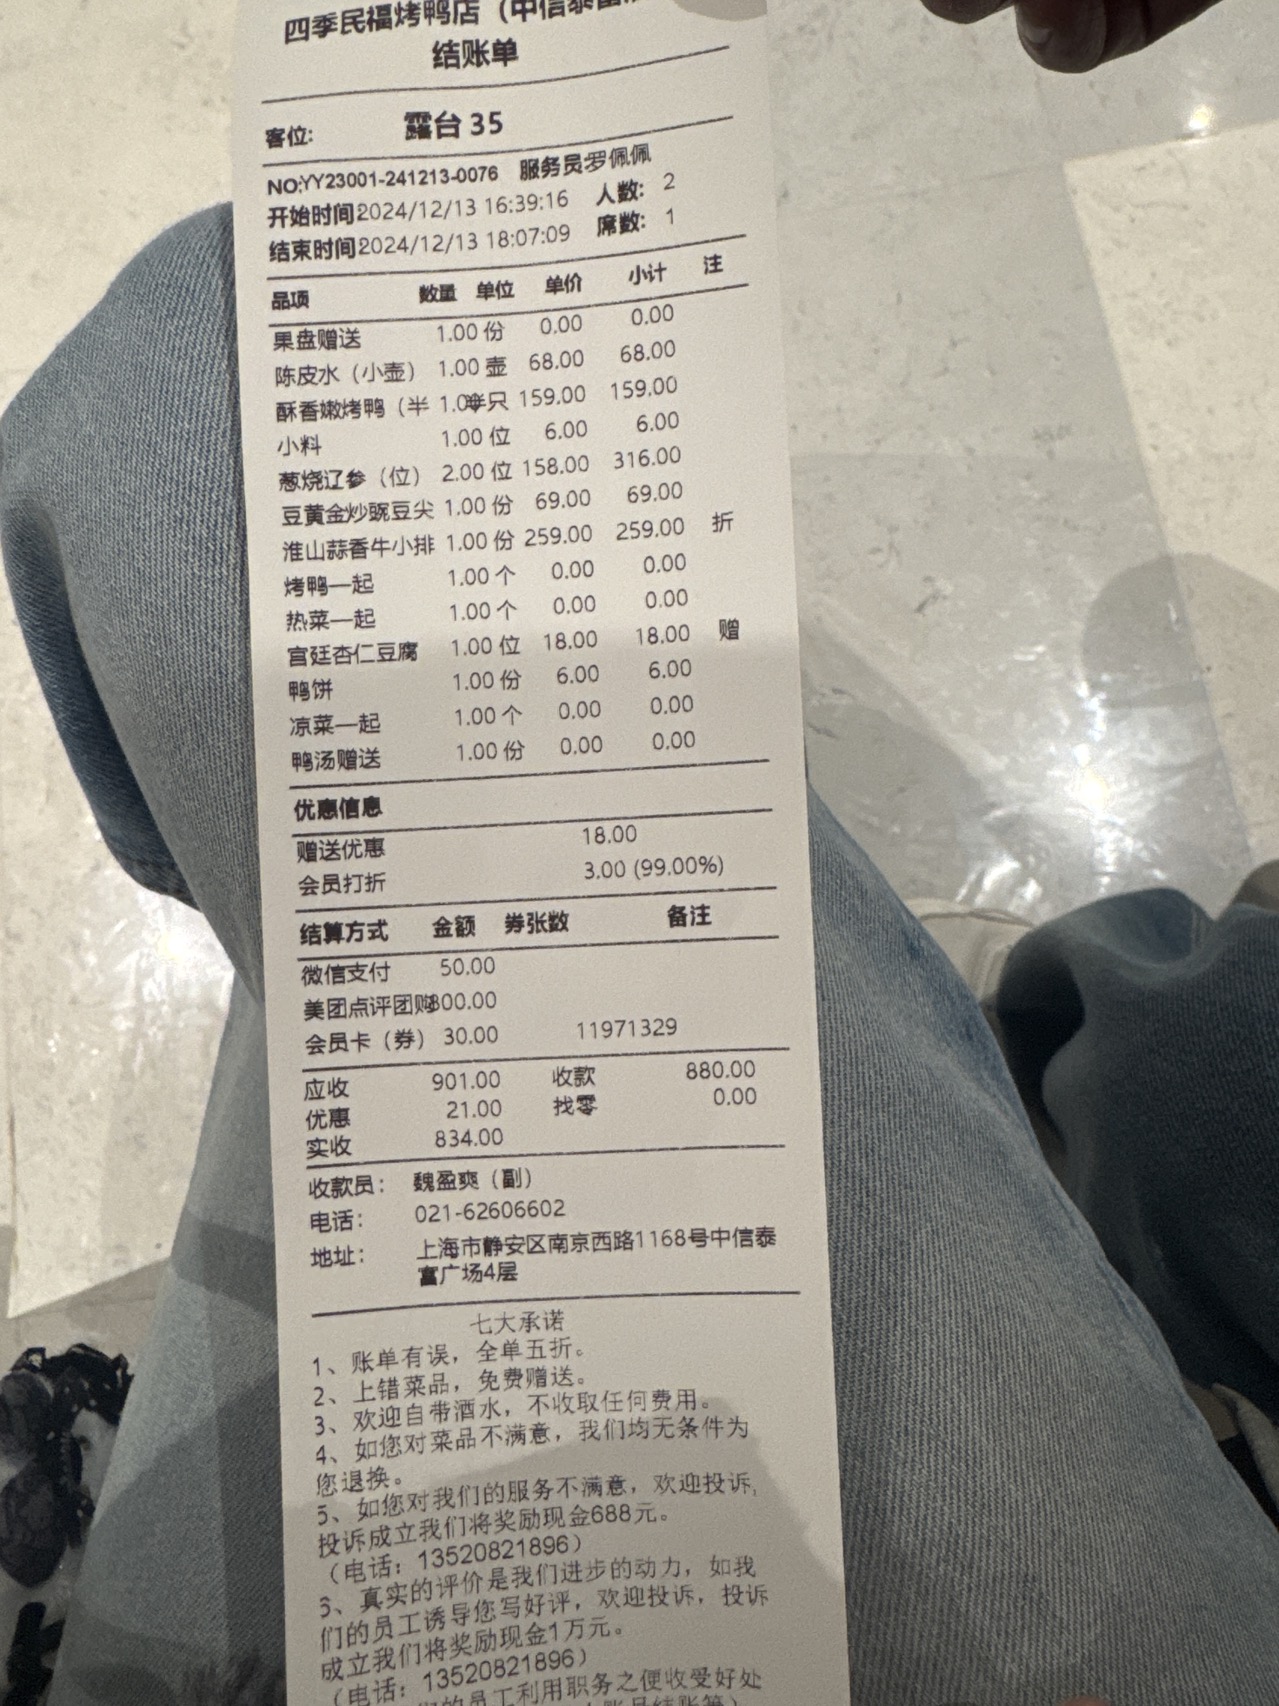 四季民福烤鸭店（中信泰富
结账单
客位: 露台 35
NO:YY23001-241213-0076 服务员:罗佩佩
开始时间2024/12/13 16:39:16 人数: 2
结束时间2024/12/13 18:07:09 席数: 1
品项 数量 单位 单价 小计 注
果盘赠送 1.00 份 0.00 0.00
陈皮水（小壶） 1.00 壶 68.00 68.00
酥香嫩烤鸭（半 1.00 半只 159.00 159.00
小料 1.00 位 6.00 6.00
葱烧辽参（位） 2.00 位 158.00 316.00
豆黄金炒豌豆尖 1.00 份 69.00 69.00
淮山蒜香牛小排 1.00 份 259.00 259.00 折
烤鸭一起 1.00 个 0.00 0.00
热菜一起 1.00 个 0.00 0.00
宫廷杏仁豆腐 1.00 位 18.00 18.00 赠
鸭饼 1.00 份 6.00 6.00
凉菜一起 1.00 个 0.00 0.00
鸭汤赠送 1.00 份 0.00 0.00
优惠信息
赠送优惠 18.00
会员打折 3.00 (99.00%)
结算方式 金额 券张数 备注
微信支付 50.00
美团点评团购800.00
会员卡（券） 30.00 11971329
应收 901.00 收款 880.00
优惠 21.00 找零 0.00
实收 834.00
收款员： 魏盈爽（副）
电话： 021-62606602
地址： 上海市静安区南京西路1168号中信泰
富广场4层
七大承诺
1、账单有误，全单五折。
2、上错菜品，免费赠送。
3、欢迎自带酒水，不收取任何费用。
4、如您对菜品不满意，我们均无条件为
您退换。
5、如您对我们的服务不满意，欢迎投诉,
投诉成立我们将奖励现金688元。
（电话：13520821896）
6、真实的评价是我们进步的动力，如我
们的员工诱导您写好评，欢迎投诉，投诉
成立我们将奖励现金1万元。
（电话：13520821896）
们的员工利用职务之便收受好处